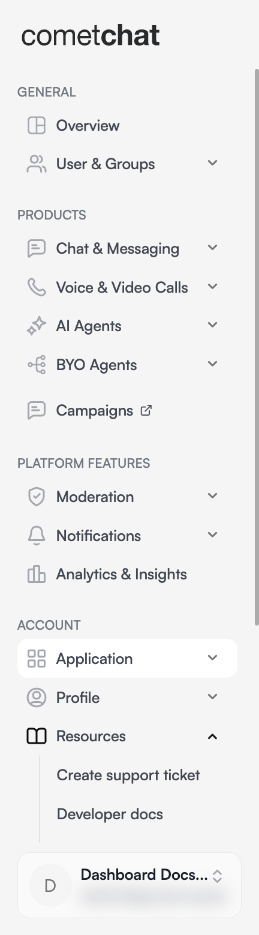 cometchat
GENERAL
Overview
User & Groups
PRODUCTS
Chat & Messaging
Voice & Video Calls
AI Agents
BYO Agents
Campaigns
PLATFORM FEATURES
Moderation
Notifications
Analytics & Insights
ACCOUNT
Application
Profile
Resources
Create support ticket
Developer docs
D
Dashboard Docs...